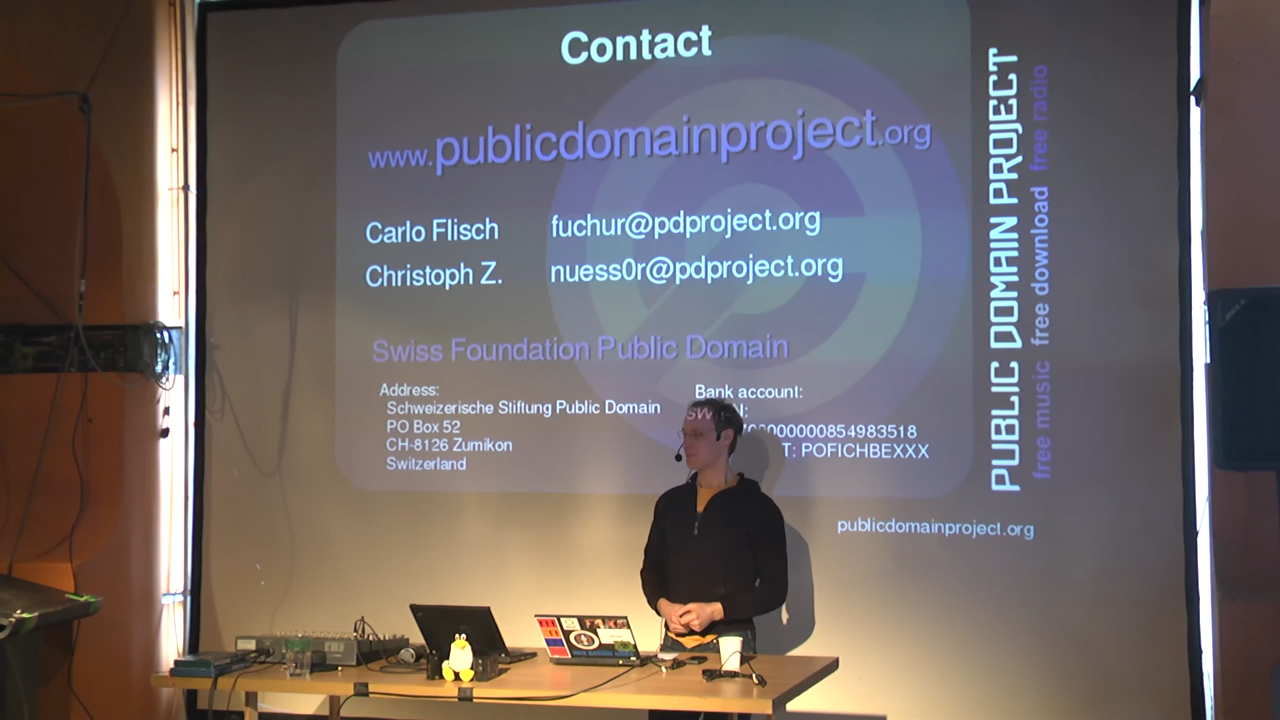 Contact
www.publicdomainproject.org
Carlo Flisch fuchur@pdproject.org
Christoph Z. nuess0r@pdproject.org
Swiss Foundation Public Domain
Address:
Schweizerische Stiftung Public Domain
PO Box 52
CH-8126 Zumikon
Switzerland
Bank account:
N:
00000854983518
T: POFICHBEXXX
PUBLIC DOMAIN PROJECT
free music free download free radio
publicdomainproject.org